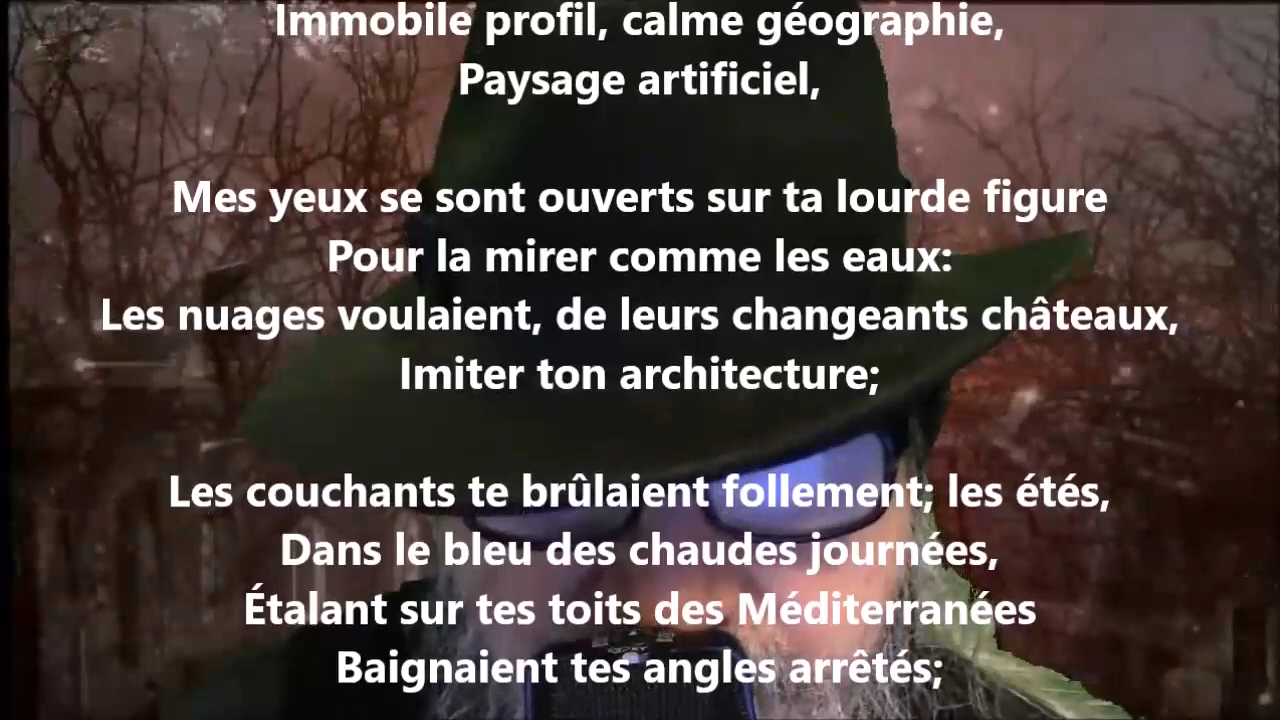 Immobile profil, calme géographie,
Paysage artificiel,
Mes yeux se sont ouverts sur ta lourde figure
Pour la mirer comme les eaux:
Les nuages voulaient, de leurs changeants châteaux,
Imiter ton architecture;
Les couchants te brûlaient follement; les étés,
Dans le bleu des chaudes journées,
Étalant sur tes toits des Méditerranées
Baignaient tes angles arrêtés;